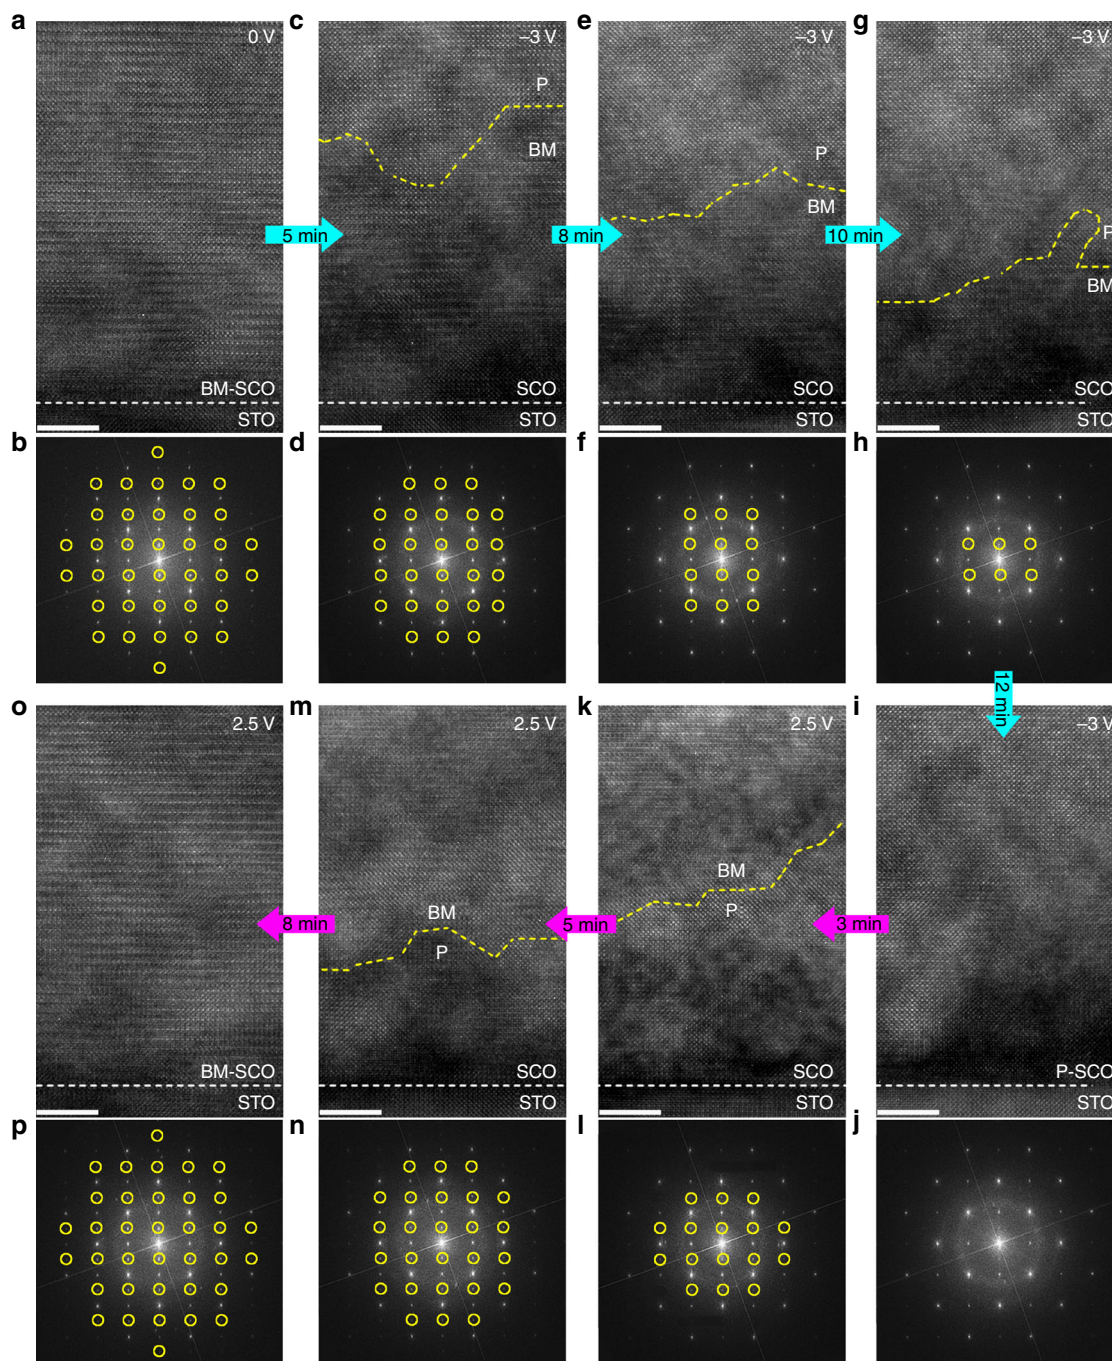 a
c
e
g
0 V
–3 V
–3 V
–3 V
P
BM
P
BM
P
BM
5 min
8 min
10 min
BM-SCO
STO
SCO
STO
SCO
STO
SCO
STO
b
d
f
h
12 min
o
m
k
i
2.5 V
2.5 V
2.5 V
–3 V
BM
P
BM
P
8 min
5 min
3 min
BM-SCO
STO
SCO
STO
SCO
STO
P-SCO
STO
p
n
l
j